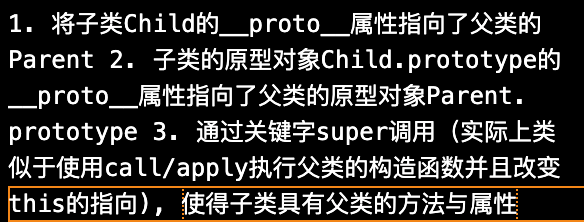 1. 将子类Child的__proto__属性指向了父类的
Parent 2. 子类的原型对象Child.prototype的
__proto__属性指向了父类的原型对象Parent.
prototype 3. 通过关键字super调用（实际上类
似于使用call/apply执行父类的构造函数并且改变
this的指向), 使得子类具有父类的方法与属性